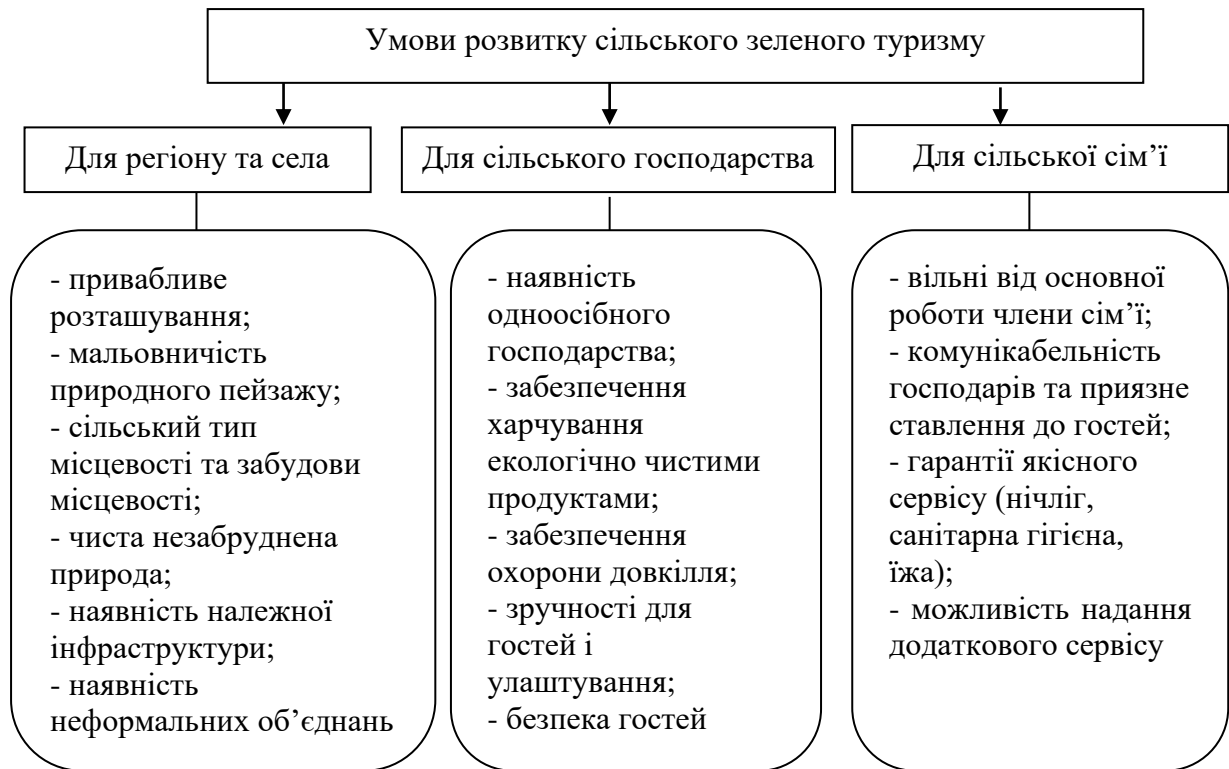 Умови розвитку сільського зеленого туризму
Для регіону та села
Для сільського господарства
Для сільської сім’ї
- привабливе
розташування;
- мальовничість
природного пейзажу;
- сільський тип
місцевості та забудови
місцевості;
- чиста незабруднена
природа;
- наявність належної
інфраструктури;
- наявність
неформальних об’єднань
- наявність
одноосібного
господарства;
- забезпечення
харчування
екологічно чистими
продуктами;
- забезпечення
охорони довкілля;
- зручності для
гостей і
улаштування;
- безпека гостей
- вільні від основної
роботи члени сім’ї;
- комунікабельність
господарів та приязне
ставлення до гостей;
- гарантії якісного
сервісу (нічліг,
санітарна гігієна,
їжа);
- можливість надання
додаткового сервісу